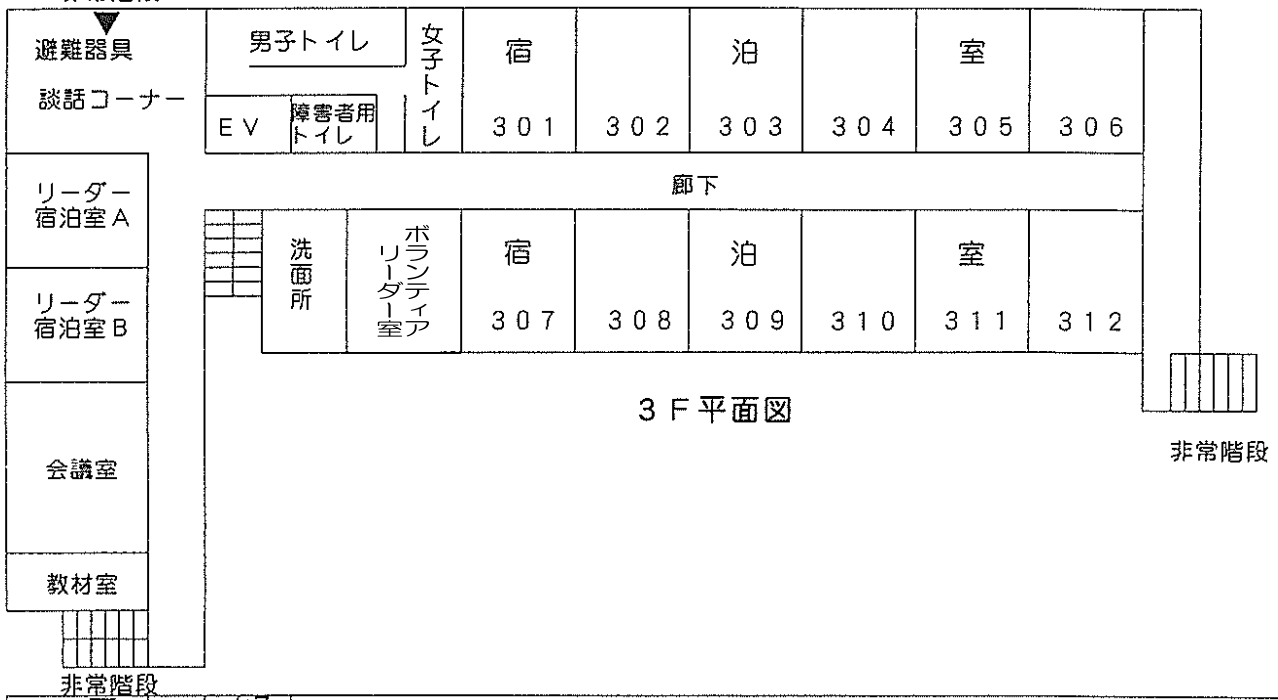 避難器具
談話コーナー
男子トイレ
女子トイレ
EV
障害者用
トイレ
宿 泊 室
301 302 303 304 305 306
廊下
リーダー
宿泊室A
リーダー
宿泊室B
会議室
教材室
非常階段
洗面所
ボランティア
リーダー室
宿 泊 室
307 308 309 310 311 312
3F平面図
非常階段